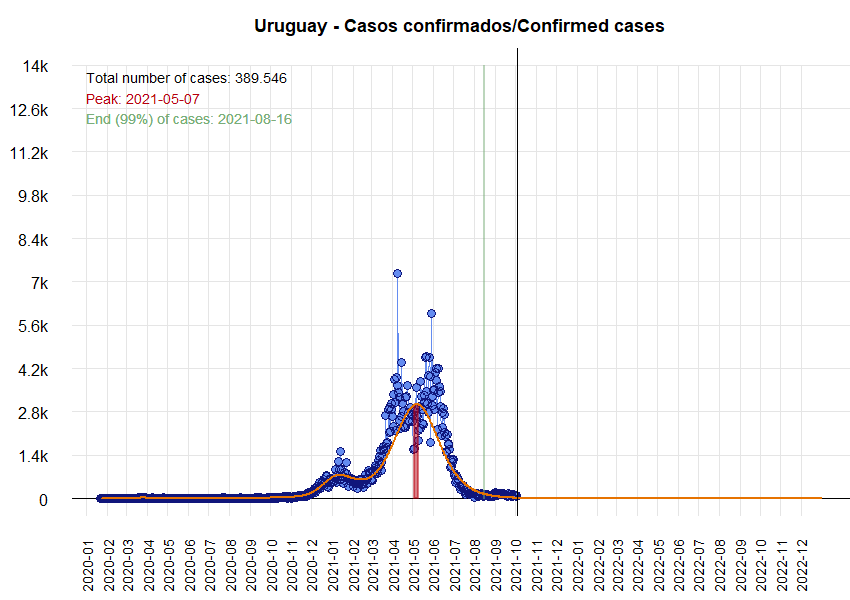 Uruguay - Casos confirmados/Confirmed cases
14k
12.6k
11.2k
9.8k
8.4k
7k
5.6k
4.2k
2.8k
1.4k
0
Total number of cases: 389.546
Peak: 2021-05-07
End (99%) of cases: 2021-08-16
2020-01
2020-02
2020-03
2020-04
2020-05
2020-06
2020-07
2020-08
2020-09
2020-10
2020-11
2020-12
2021-01
2021-02
2021-03
2021-04
2021-05
2021-06
2021-07
2021-08
2021-09
2021-10
2021-11
2021-12
2022-01
2022-02
2022-03
2022-04
2022-05
2022-06
2022-07
2022-08
2022-09
2022-10
2022-11
2022-12